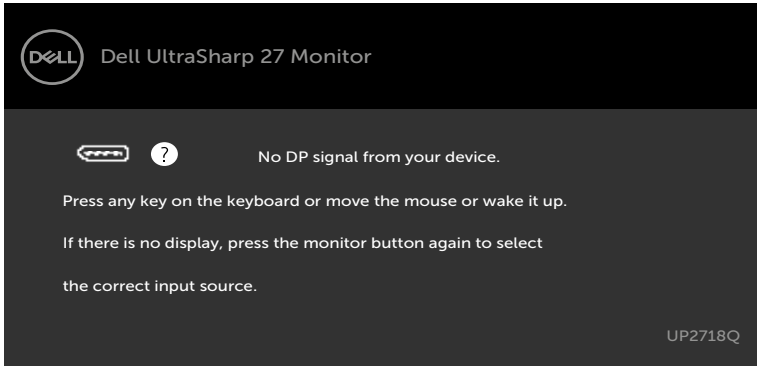 DELL
Dell UltraSharp 27 Monitor
?
No DP signal from your device.
Press any key on the keyboard or move the mouse or wake it up.
If there is no display, press the monitor button again to select
the correct input source.
UP2718Q